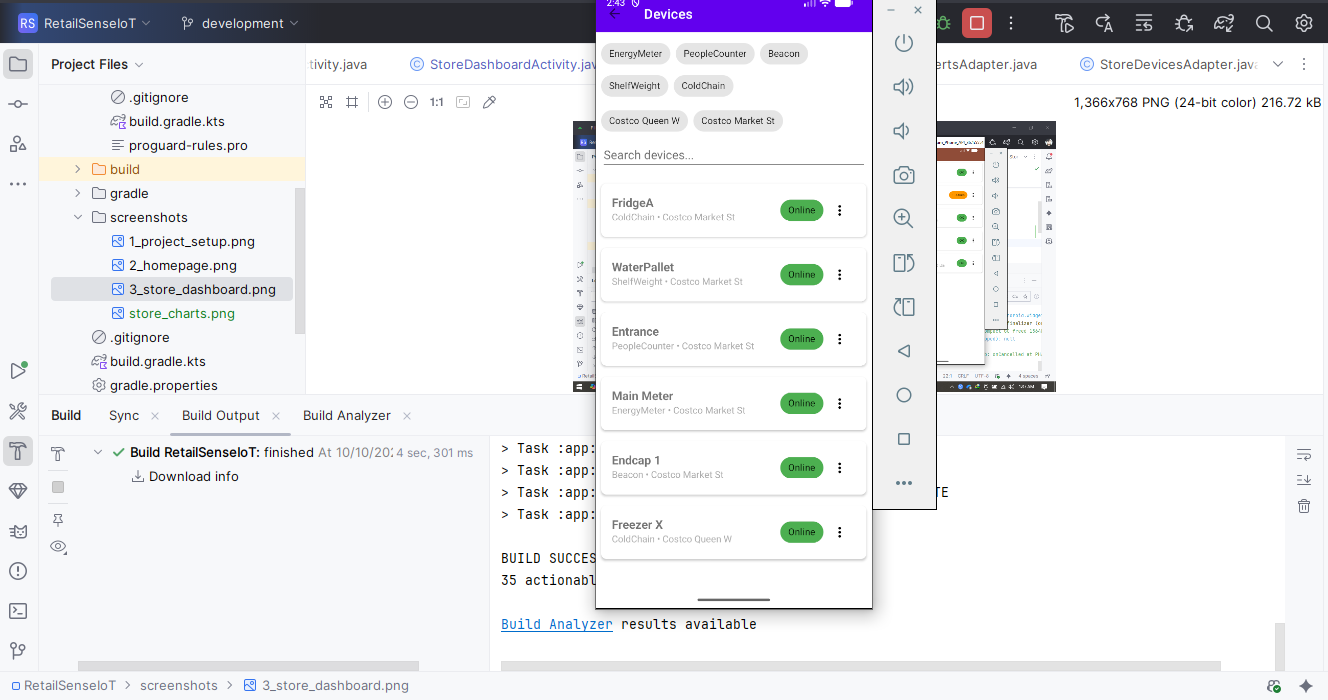 RS RetailSenseIoT development
Project Files
.gitignore
build.gradle.kts
proguard-rules.pro
build
gradle
screenshots
1_project_setup.png
2_homepage.png
3_store_dashboard.png
store_charts.png
.gitignore
build.gradle.kts
gradle.properties
tivity.java StoreDashboardActivity.jav
ertsAdapter.java StoreDevicesAdapter.java
1:1
1,366x768 PNG (24-bit color) 216.72 kB
2:43
Devices
EnergyMeter PeopleCounter Beacon
ShelfWeight ColdChain
Costco Queen W Costco Market St
Search devices...
FridgeA
ColdChain • Costco Market St
Online
WaterPallet
ShelfWeight • Costco Market St
Online
Entrance
PeopleCounter • Costco Market St
Online
Main Meter
EnergyMeter • Costco Market St
Online
Endcap 1
Beacon • Costco Market St
Online
Freezer X
ColdChain • Costco Queen W
Online
Build Sync Build Output Build Analyzer
Build RetailSenseIoT: finished At 10/10/202 4 sec, 301 ms
Download info
> Task :app:
> Task :app:
> Task :app: TE
> Task :app:
BUILD SUCCES
35 actionabl
Build Analyzer results available
RetailSenseIoT > screenshots > 3_store_dashboard.png